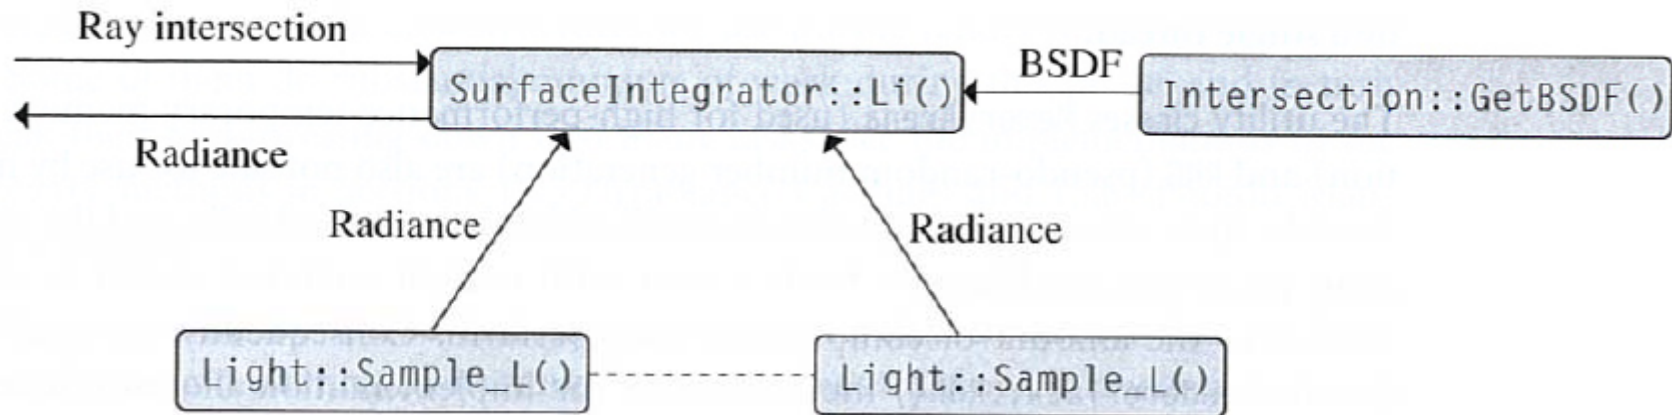 Ray intersection
SurfaceIntegrator::Li()
BSDF
Intersection::GetBSDF()
Radiance
Radiance
Radiance
Light::Sample_L()
Light::Sample_L()